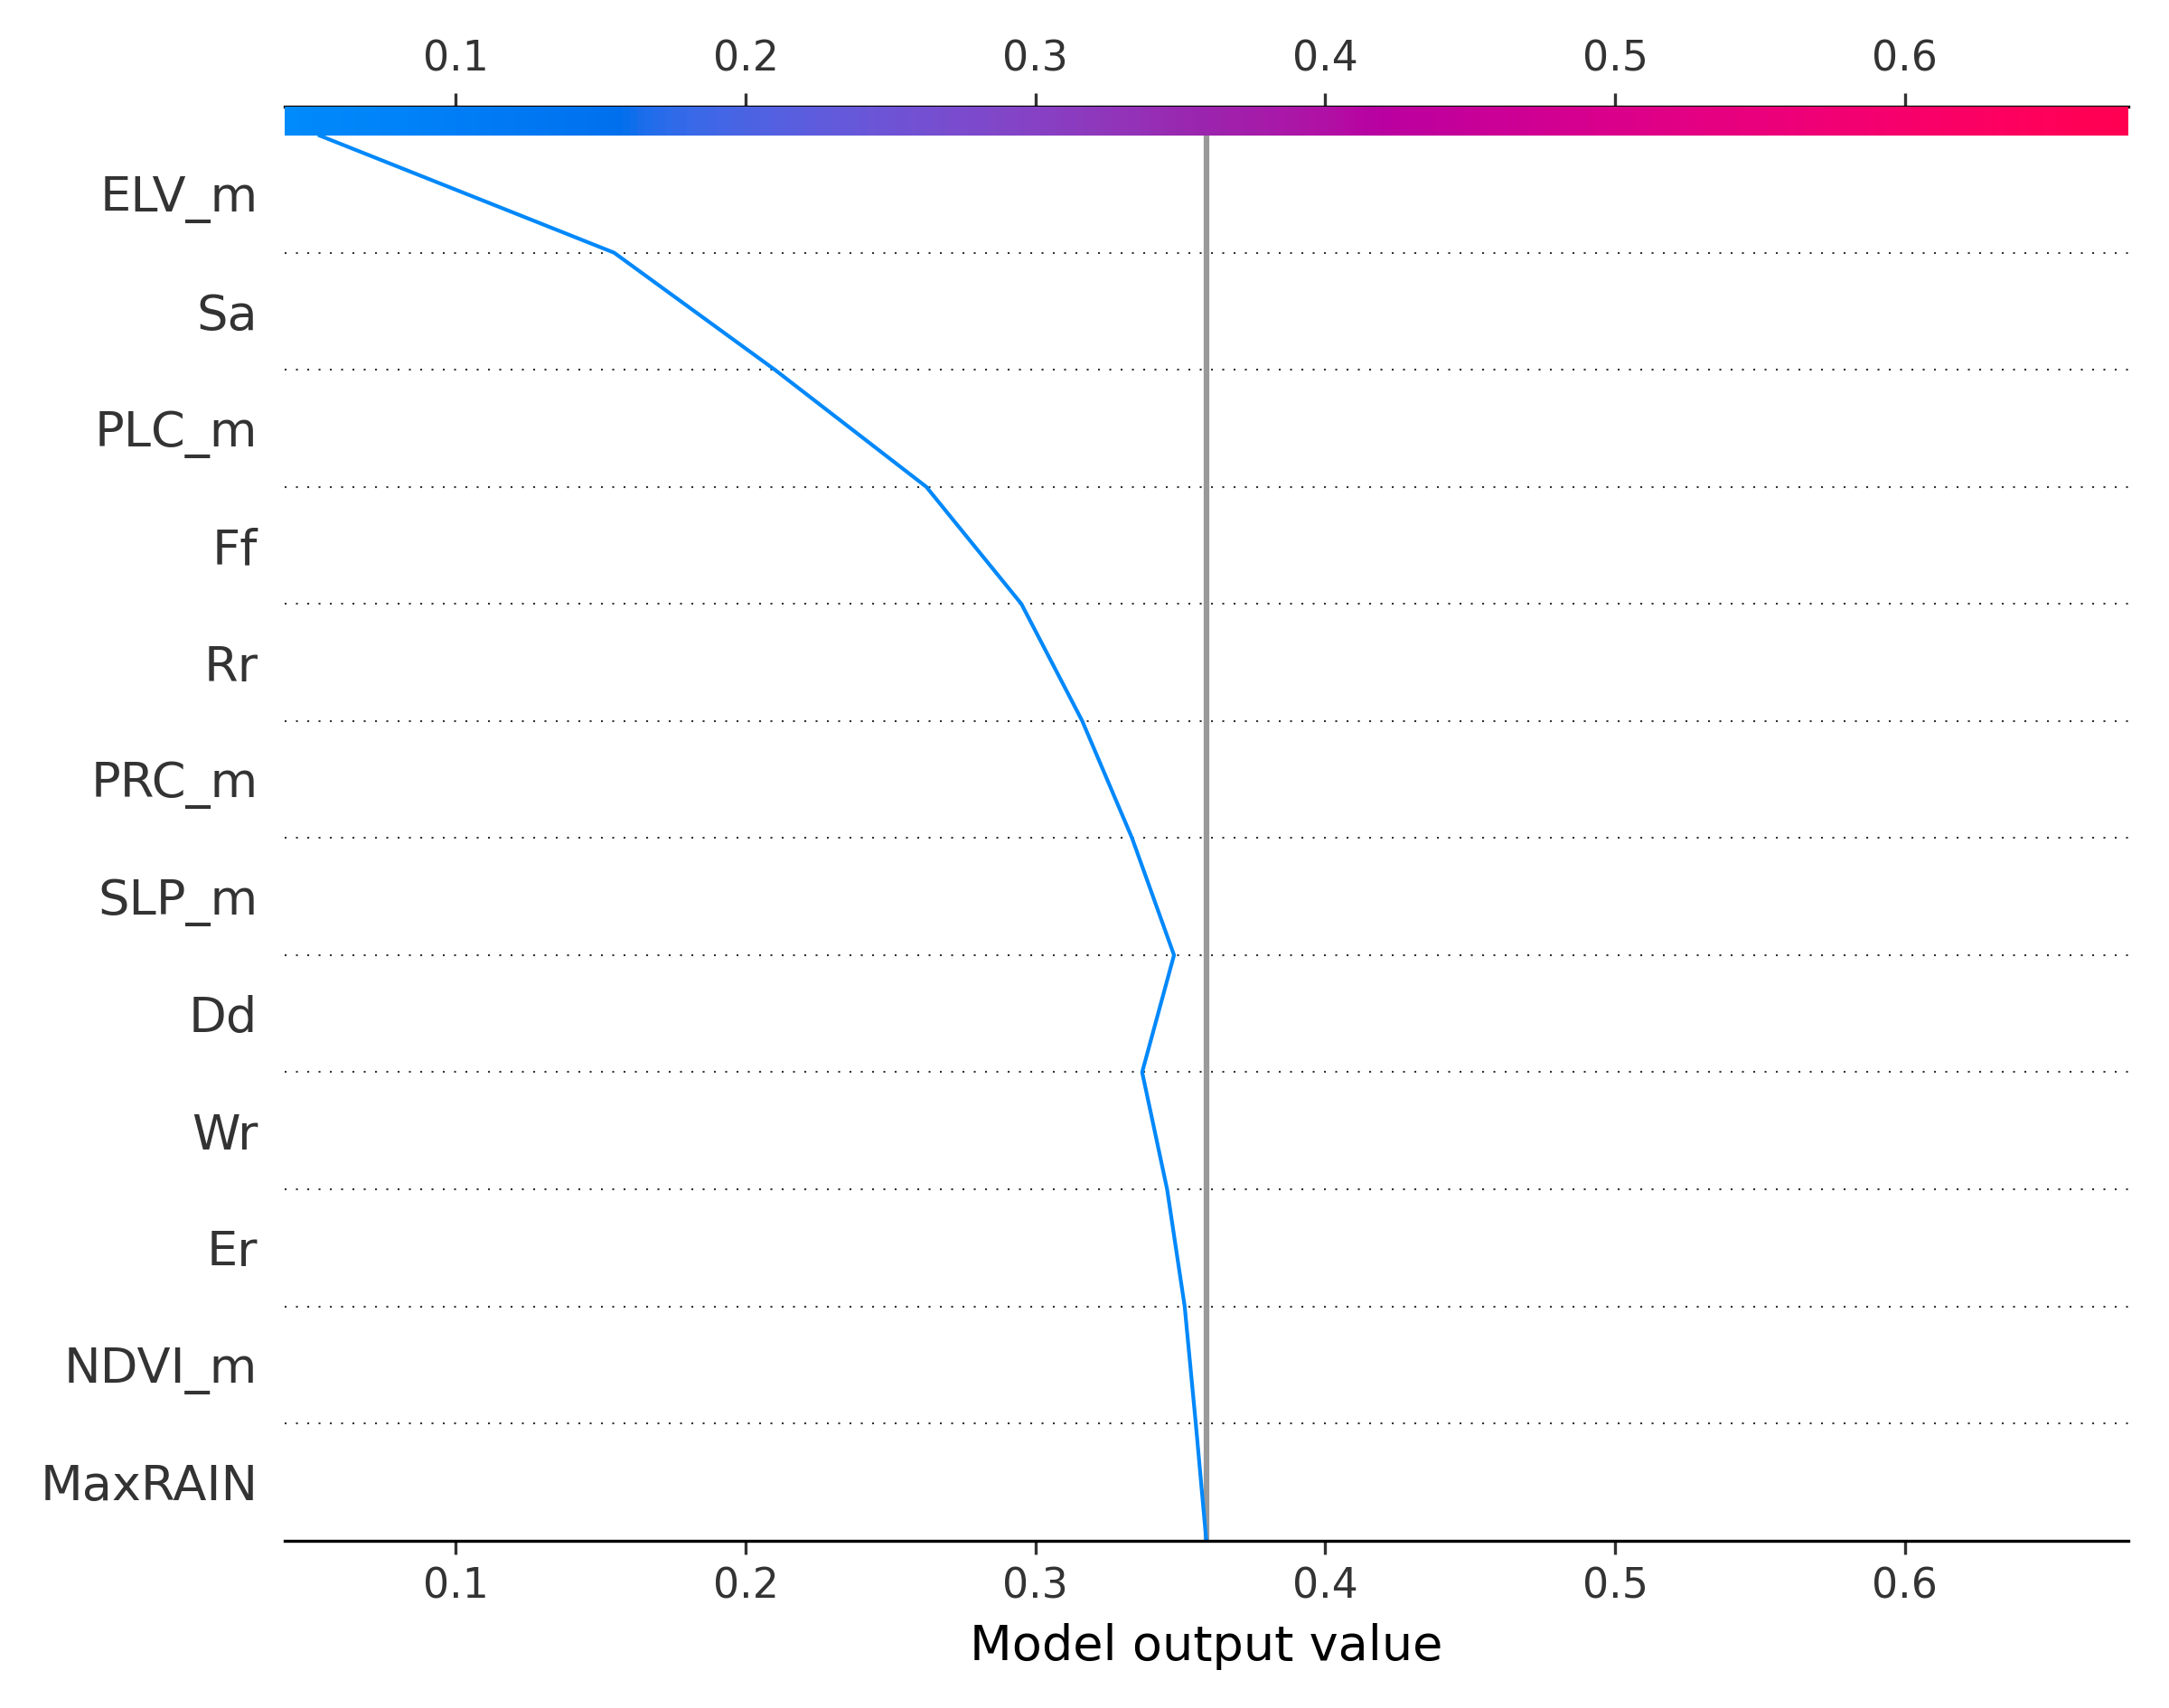 0.1 0.2 0.3 0.4 0.5 0.6
ELV_m
Sa
PLC_m
Ff
Rr
PRC_m
SLP_m
Dd
Wr
Er
NDVI_m
MaxRAIN
0.1 0.2 0.3 0.4 0.5 0.6
Model output value